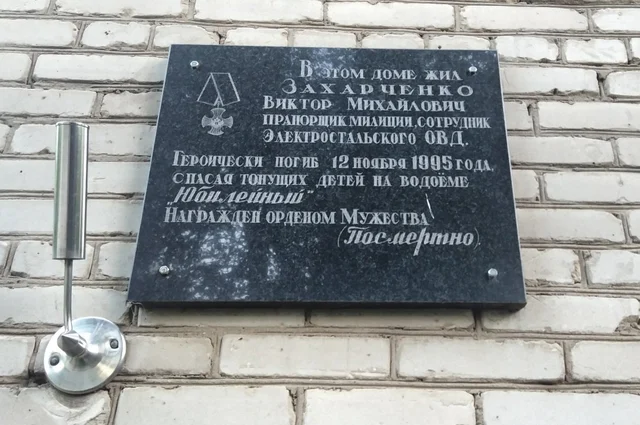 В этом доме жил
Захарченко
Виктор Михайлович
прапорщик милиции, сотрудник
Электростальского ОВД.
Героически погиб 12 ноября 1995 года,
спасая тонущих детей на водоёме
"Юбилейный"
Награжден орденом Мужества
(Посмертно).